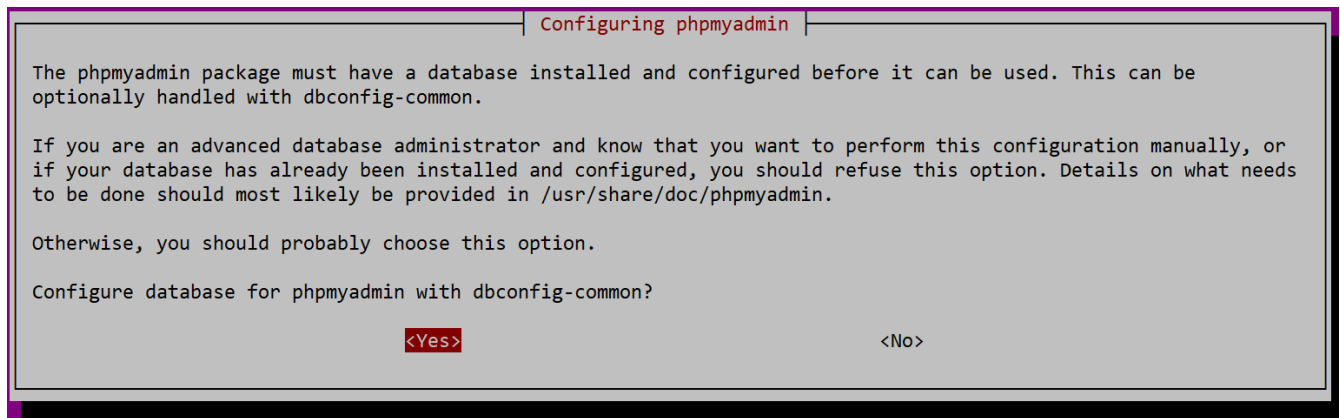 Configuring phpmyadmin
The phpmyadmin package must have a database installed and configured before it can be used. This can be
optionally handled with dbconfig-common.
If you are an advanced database administrator and know that you want to perform this configuration manually, or
if your database has already been installed and configured, you should refuse this option. Details on what needs
to be done should most likely be provided in /usr/share/doc/phpmyadmin.
Otherwise, you should probably choose this option.
Configure database for phpmyadmin with dbconfig-common?
<Yes> <No>